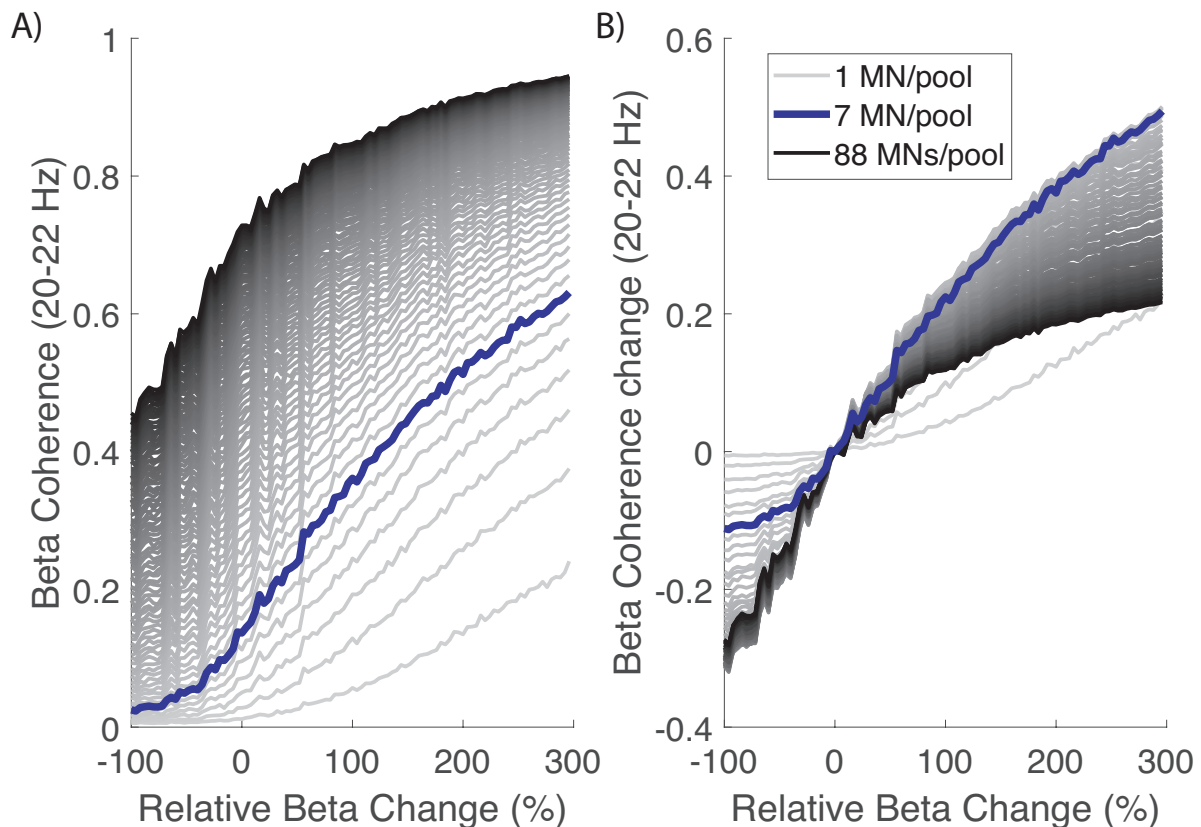 A)
Beta Coherence (20-22 Hz)
1
0.8
0.6
0.4
0.2
0
-100
0
100
200
300
Relative Beta Change (%)
B)
Beta Coherence change (20-22 Hz)
0.6
0.4
0.2
0
-0.2
-0.4
1 MN/pool
7 MN/pool
88 MNs/pool
-100
0
100
200
300
Relative Beta Change (%)